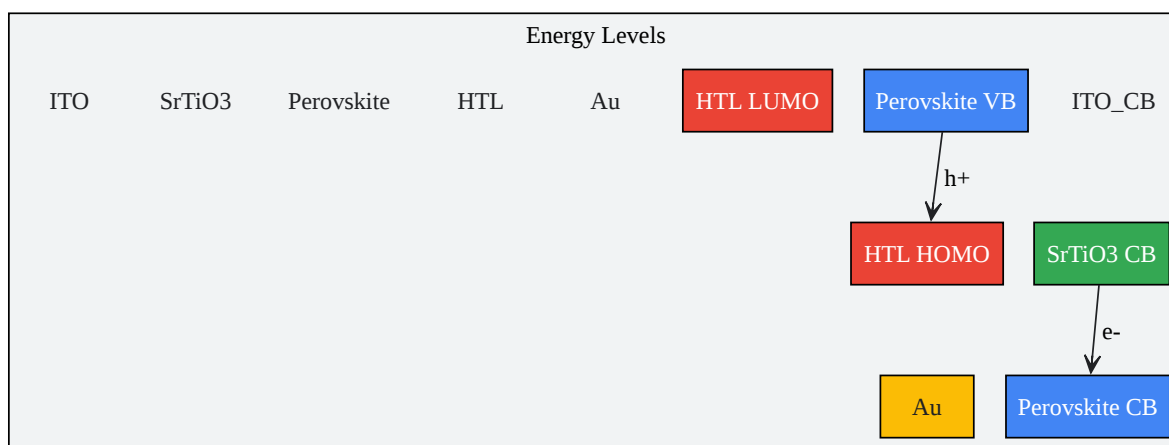 Energy Levels
ITO SrTiO3 Perovskite HTL Au HTL LUMO Perovskite VB ITO_CB
h+
HTL HOMO SrTiO3 CB
e-
Au Perovskite CB